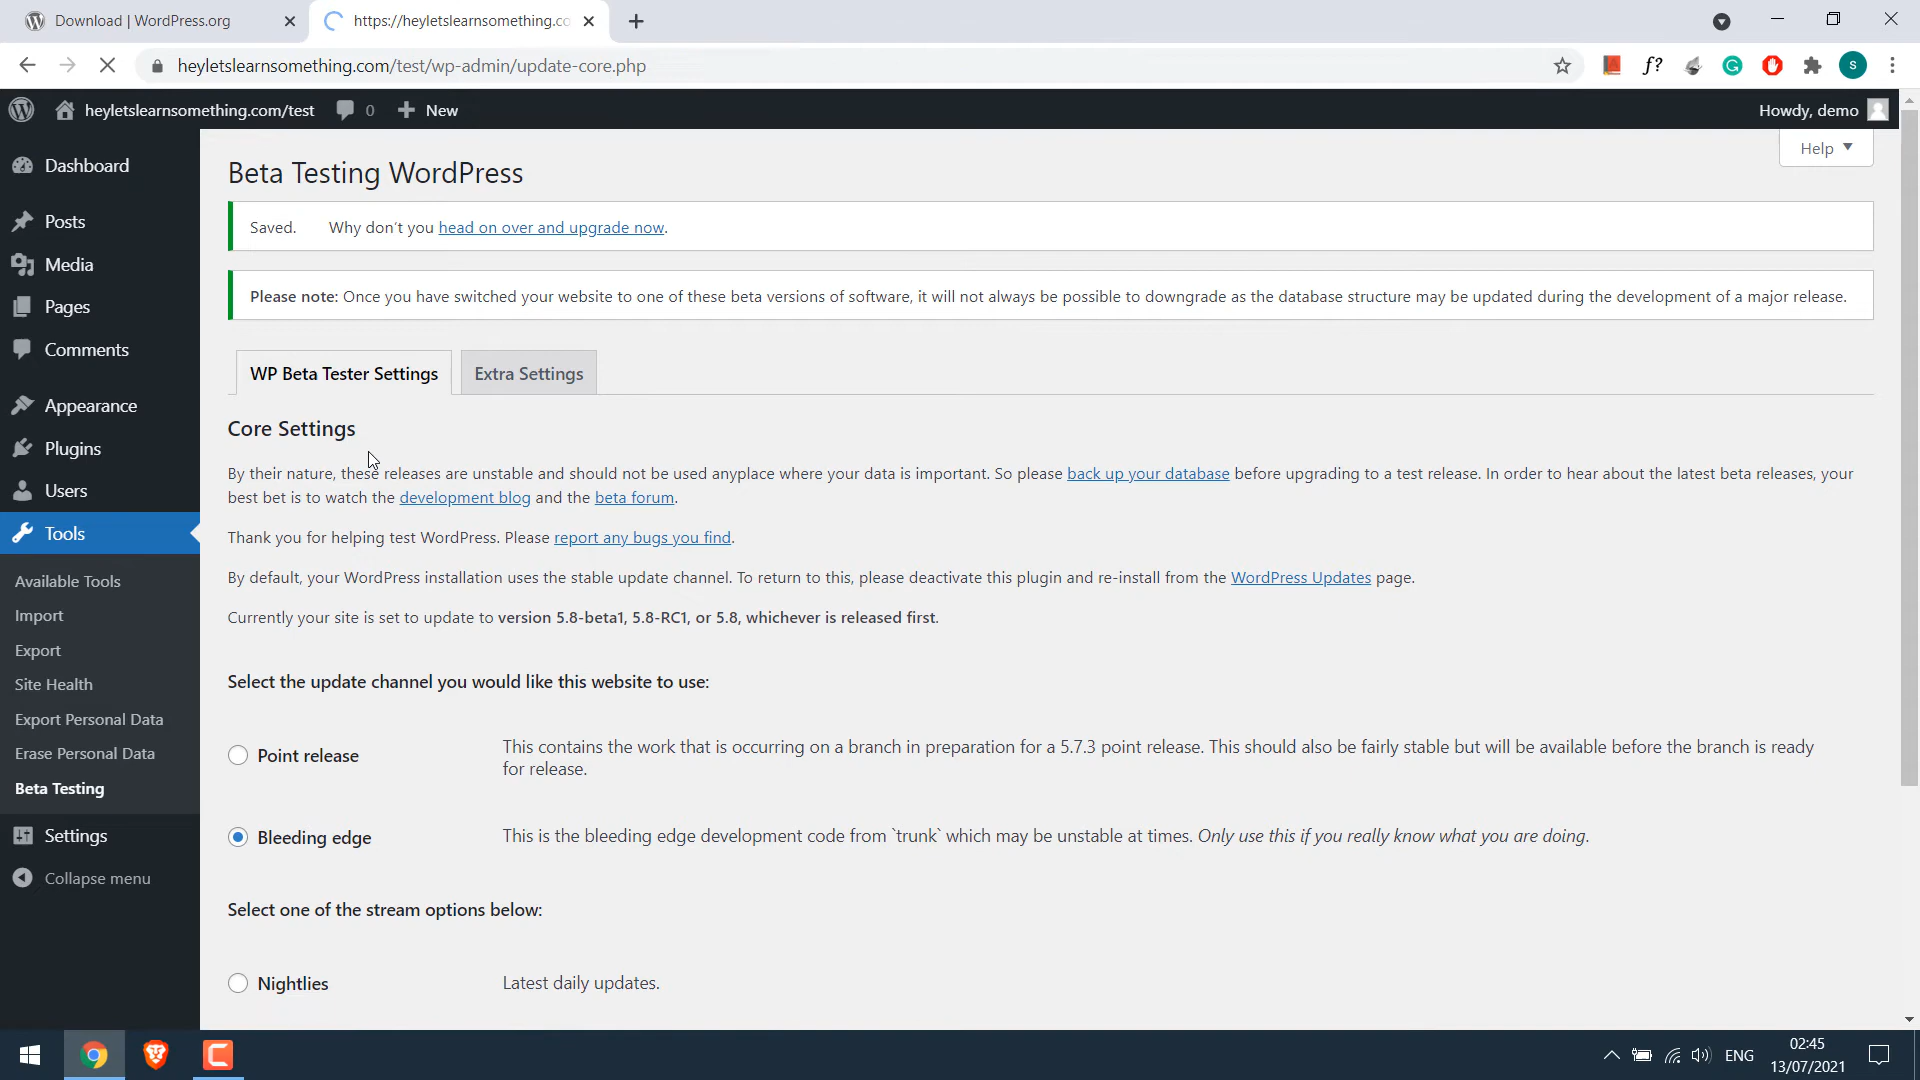 Download | WordPress.org
https://heyletslearnsomething.co
heyletslearnsomething.com/test/wp-admin/update-core.php
f?
S
heyletslearnsomething.com/test
0
New
Howdy, demo
Dashboard
Posts
Media
Pages
Comments
Appearance
Plugins
Users
Tools
Available Tools
Import
Export
Site Health
Export Personal Data
Erase Personal Data
Beta Testing
Settings
Collapse menu
Help
Beta Testing WordPress
Saved. Why don't you head on over and upgrade now.
Please note: Once you have switched your website to one of these beta versions of software, it will not always be possible to downgrade as the database structure may be updated during the development of a major release.
WP Beta Tester Settings
Extra Settings
Core Settings
By their nature, these releases are unstable and should not be used anyplace where your data is important. So please back up your database before upgrading to a test release. In order to hear about the latest beta releases, your
best bet is to watch the development blog and the beta forum.
Thank you for helping test WordPress. Please report any bugs you find.
By default, your WordPress installation uses the stable update channel. To return to this, please deactivate this plugin and re-install from the WordPress Updates page.
Currently your site is set to update to version 5.8-beta1, 5.8-RC1, or 5.8, whichever is released first.
Select the update channel you would like this website to use:
Point release
This contains the work that is occurring on a branch in preparation for a 5.7.3 point release. This should also be fairly stable but will be available before the branch is ready
for release.
Bleeding edge
This is the bleeding edge development code from `trunk` which may be unstable at times. Only use this if you really know what you are doing.
Select one of the stream options below:
Nightlies
Latest daily updates.
ENG
02:45
13/07/2021